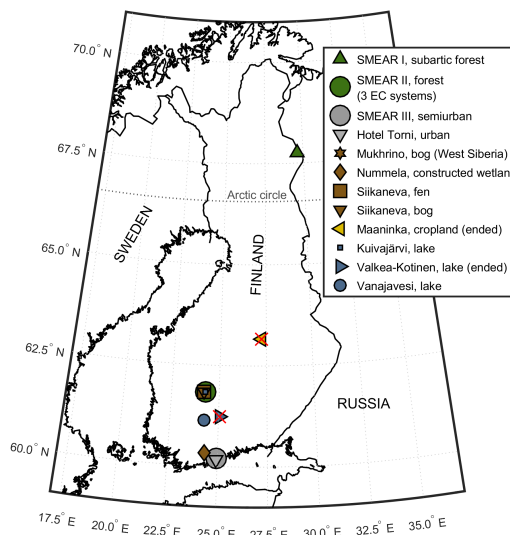 70.0° N
67.5° N
65.0° N
62.5° N
60.0° N
17.5° E
20.0° E
22.5° E
25.0° E
27.5° E
30.0° E
32.5° E
35.0° E
SWEDEN
FINLAND
RUSSIA
Arctic circle
SMEAR I, subartic forest
SMEAR II, forest
(3 EC systems)
SMEAR III, semiurban
Hotel Torni, urban
Mukhrino, bog (West Siberia)
Nummela, constructed wetlan
Siikaneva, fen
Siikaneva, bog
Maaninka, cropland (ended)
Kuivajärvi, lake
Valkea-Kotinen, lake (ended)
Vanajavesi, lake